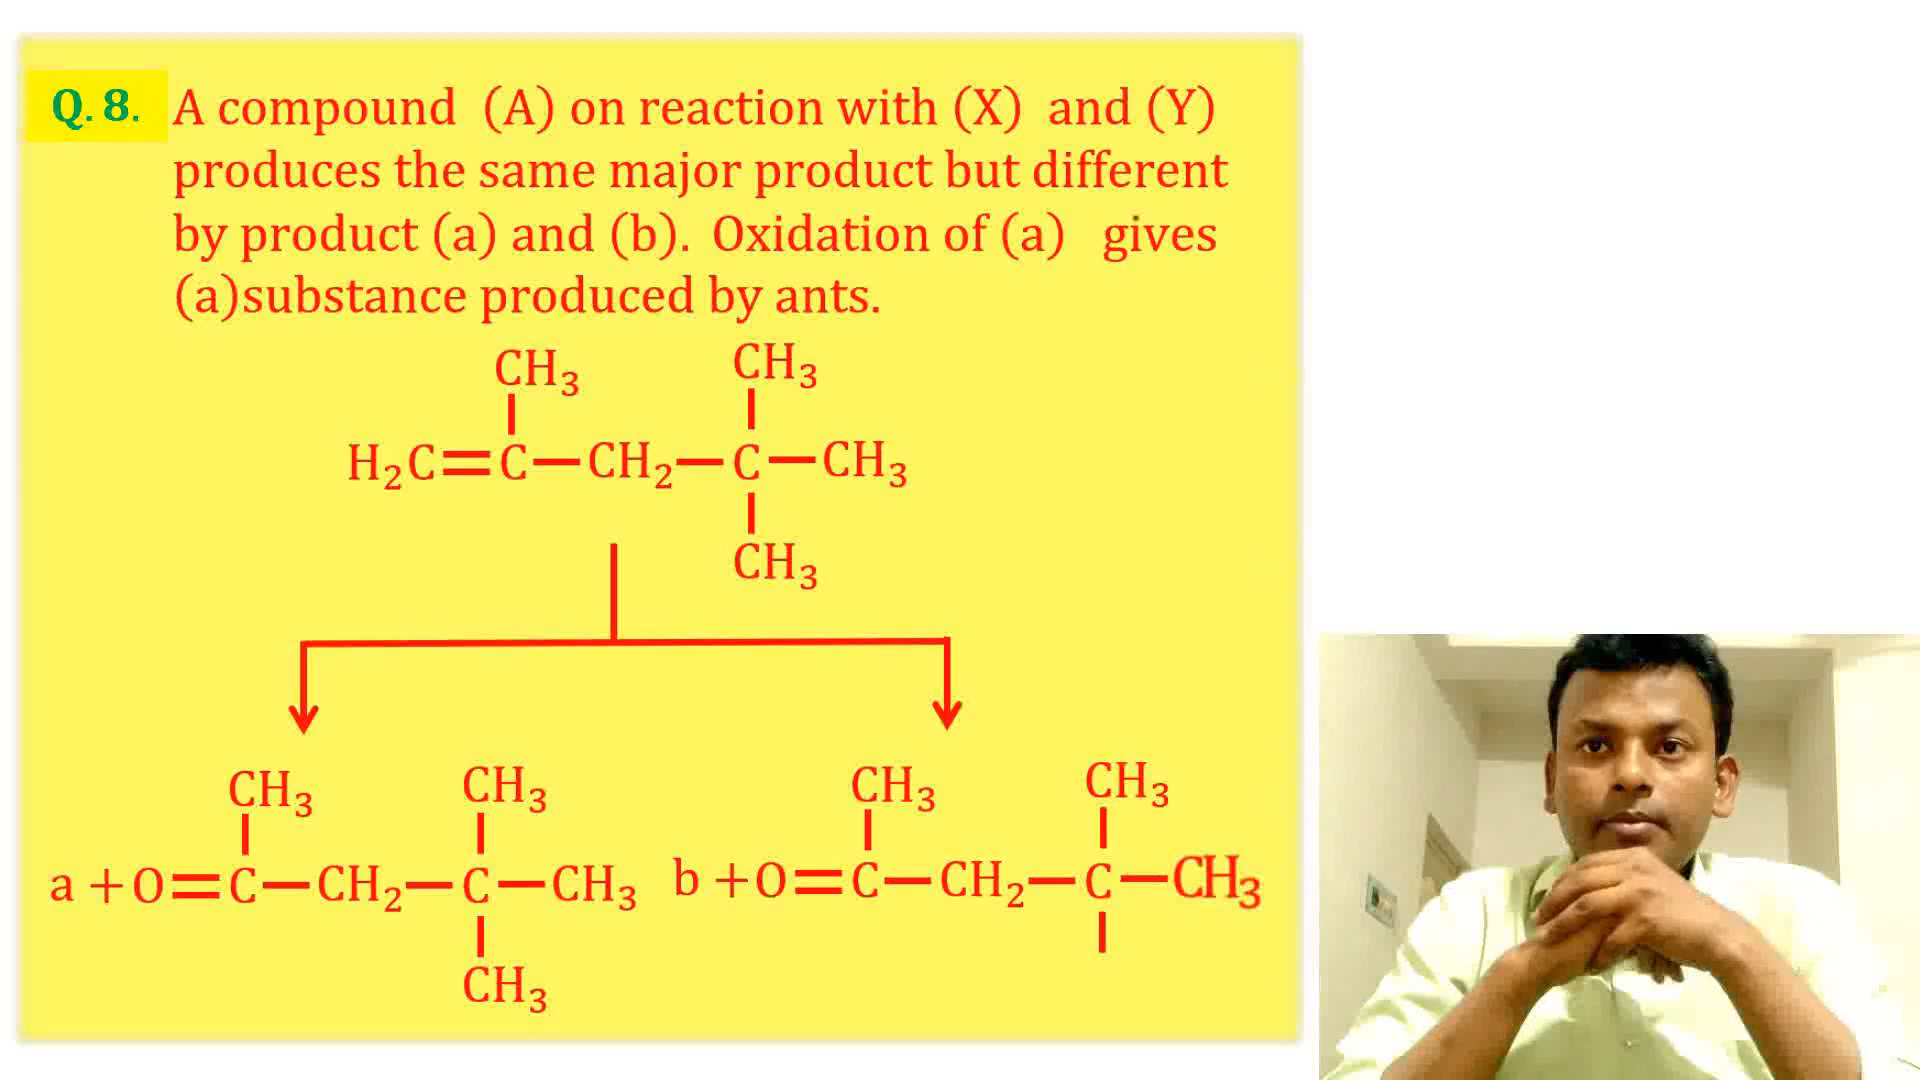 Q. 8. A compound (A) on reaction with (X) and (Y)
produces the same major product but different
by product (a) and (b). Oxidation of (a) gives
(a)substance produced by ants.
CH₃ CH₃
H₂C=C—CH₂—C—CH₃
CH₃
CH₃ CH₃ CH₃ CH₃
a +O=C—CH₂—C—CH₃ b +O=C—CH₂—C—CH₃
CH₃